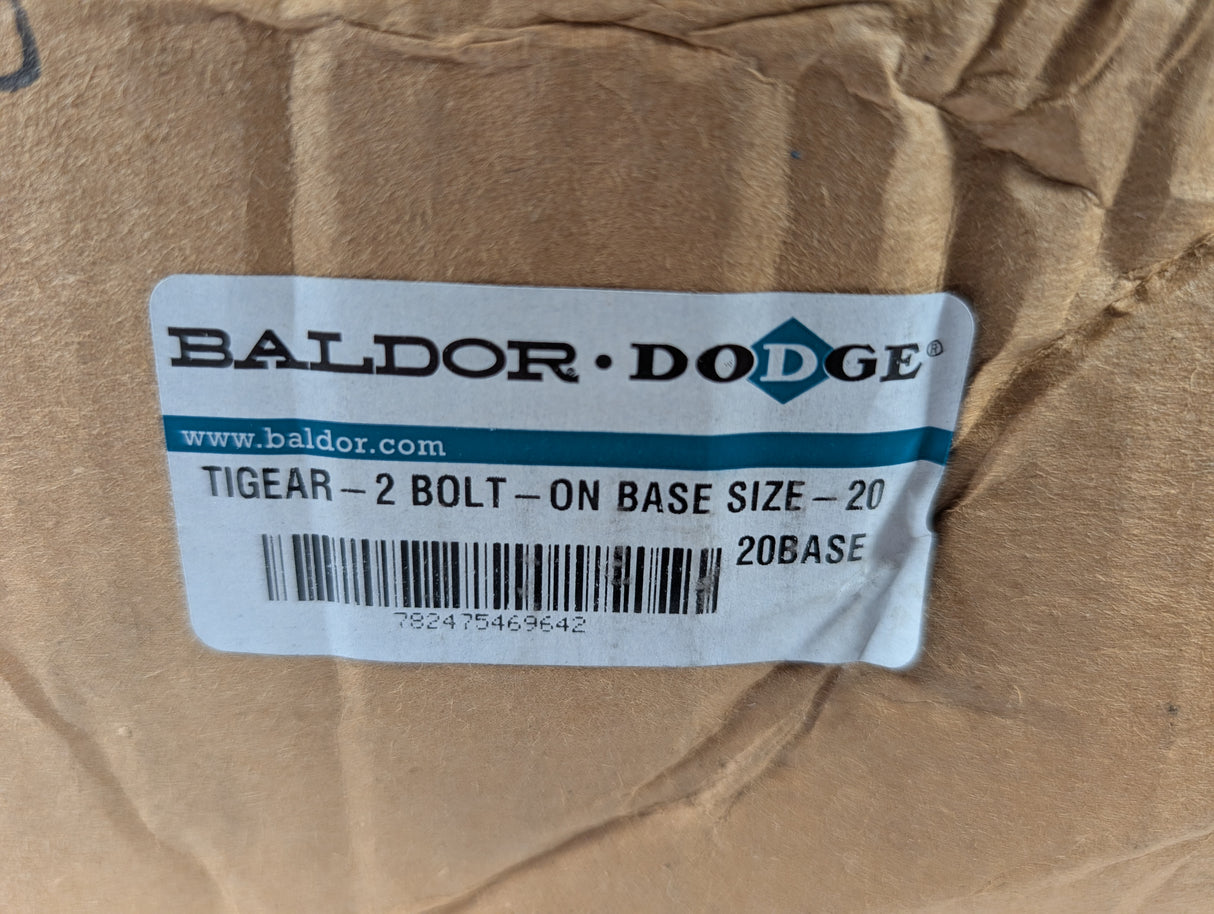 BALDOR • DODGE®
www.baldor.com
TIGEAR – 2 BOLT – ON BASE SIZE – 20
20BASE
782475469642